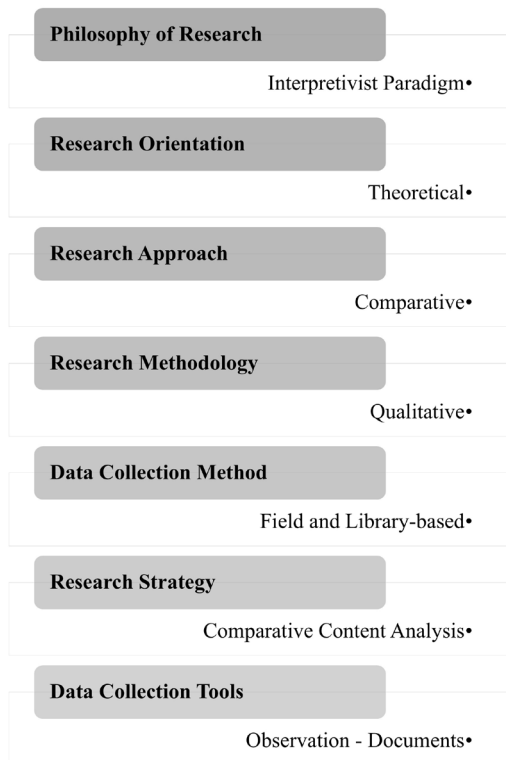 Philosophy of Research
Interpretivist Paradigm•
Research Orientation
Theoretical•
Research Approach
Comparative•
Research Methodology
Qualitative•
Data Collection Method
Field and Library-based•
Research Strategy
Comparative Content Analysis•
Data Collection Tools
Observation - Documents•